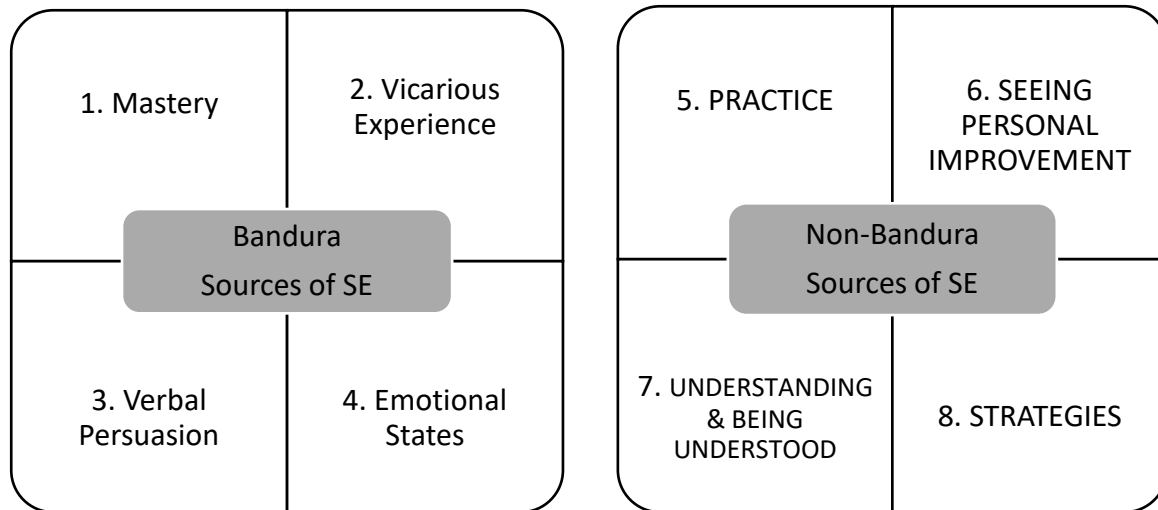 1. Mastery
2. Vicarious
Experience
Bandura
Sources of SE
3. Verbal
Persuasion
4. Emotional
States
5. PRACTICE
6. SEEING
PERSONAL
IMPROVEMENT
Non-Bandura
Sources of SE
7. UNDERSTANDING
& BEING
UNDERSTOOD
8. STRATEGIES